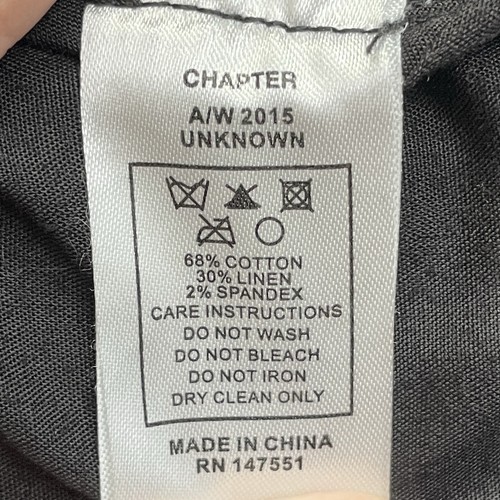 CHAPTER
A/W 2015
UNKNOWN
68% COTTON
30% LINEN
2% SPANDEX
CARE INSTRUCTIONS
DO NOT WASH
DO NOT BLEACH
DO NOT IRON
DRY CLEAN ONLY
MADE IN CHINA
RN 147551